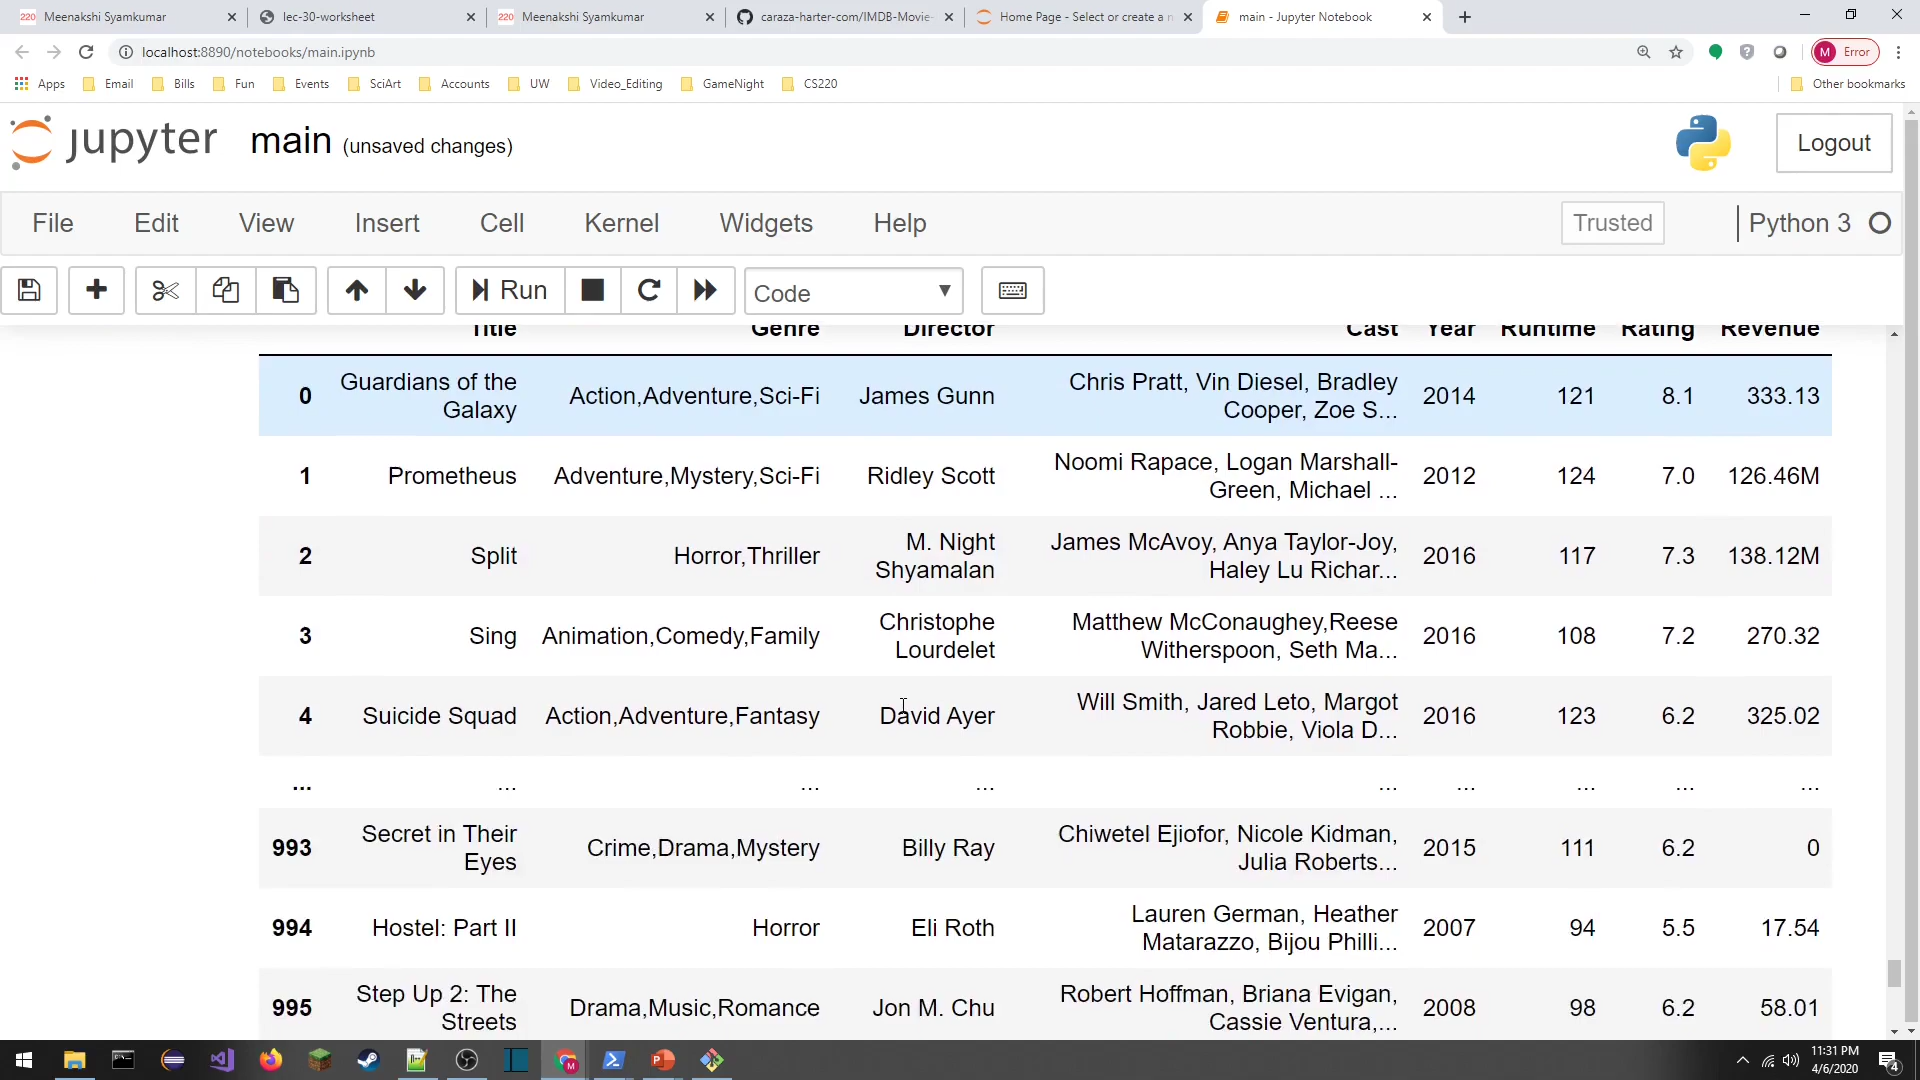 220 Meenakshi Syamkumar
lec-30-worksheet
220 Meenakshi Syamkumar
caraza-harter-com/IMDB-Movie-
Home Page - Select or create a n
main - Jupyter Notebook
localhost:8890/notebooks/main.ipynb
M Error
Apps Email Bills Fun Events SciArt Accounts UW Video_Editing GameNight CS220 Other bookmarks
jupyter main (unsaved changes) Logout
File Edit View Insert Cell Kernel Widgets Help Trusted Python 3
Run Code
Title Genre Director Cast Year Runtime Rating Revenue
0 Guardians of the Galaxy Action,Adventure,Sci-Fi James Gunn Chris Pratt, Vin Diesel, Bradley Cooper, Zoe S... 2014 121 8.1 333.13
1 Prometheus Adventure,Mystery,Sci-Fi Ridley Scott Noomi Rapace, Logan Marshall-Green, Michael ... 2012 124 7.0 126.46M
2 Split Horror,Thriller M. Night Shyamalan James McAvoy, Anya Taylor-Joy, Haley Lu Richar... 2016 117 7.3 138.12M
3 Sing Animation,Comedy,Family Christophe Lourdelet Matthew McConaughey,Reese Witherspoon, Seth Ma... 2016 108 7.2 270.32
4 Suicide Squad Action,Adventure,Fantasy David Ayer Will Smith, Jared Leto, Margot Robbie, Viola D... 2016 123 6.2 325.02
... ... ... ... ... ... ... ... ...
993 Secret in Their Eyes Crime,Drama,Mystery Billy Ray Chiwetel Ejiofor, Nicole Kidman, Julia Roberts... 2015 111 6.2 0
994 Hostel: Part II Horror Eli Roth Lauren German, Heather Matarazzo, Bijou Philli... 2007 94 5.5 17.54
995 Step Up 2: The Streets Drama,Music,Romance Jon M. Chu Robert Hoffman, Briana Evigan, Cassie Ventura,... 2008 98 6.2 58.01
11:31 PM
4/6/2020
4